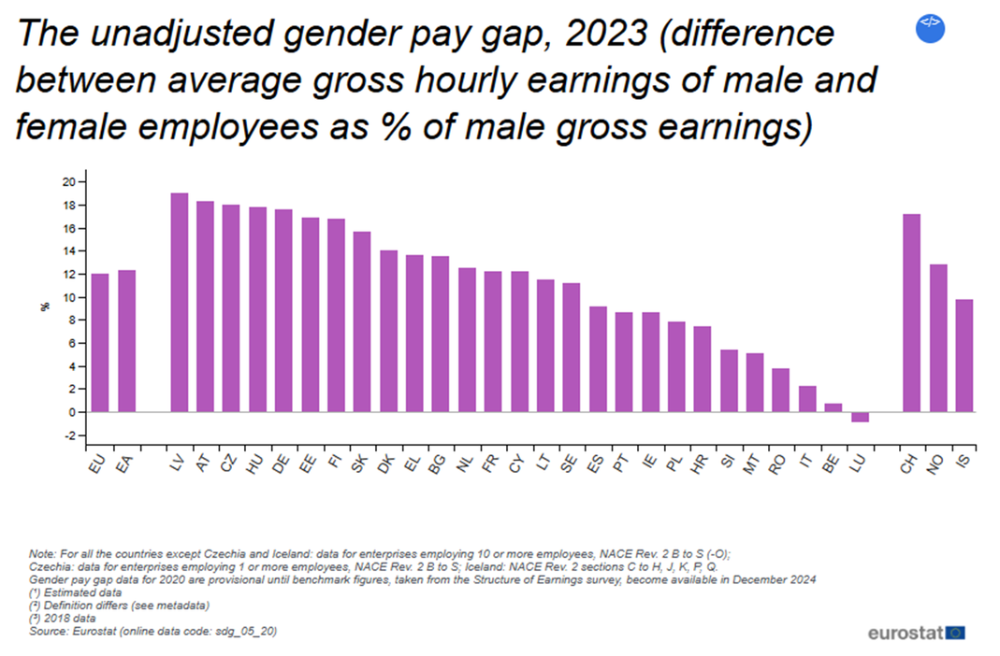 The unadjusted gender pay gap, 2023 (difference
between average gross hourly earnings of male and
female employees as % of male gross earnings)
</>
20
18
16
14
12
10
8
6
4
2
0
-2
%
EU EA LV AT CZ HU DE EE FI SK DK EL BG NL FR CY LT SE ES PT IE PL HR SI MT RO IT BE LU CH NO IS
Note: For all the countries except Czechia and Iceland: data for enterprises employing 10 or more employees, NACE Rev. 2 B to S (-O);
Czechia: data for enterprises employing 1 or more employees, NACE Rev. 2 B to S; Iceland: NACE Rev. 2 sections C to H, J, K, P, Q.
Gender pay gap data for 2020 are provisional until benchmark figures, taken from the Structure of Earnings survey, become available in December 2024
(¹) Estimated data
(²) Definition differs (see metadata)
(³) 2018 data
Source: Eurostat (online data code: sdg_05_20)
eurostat